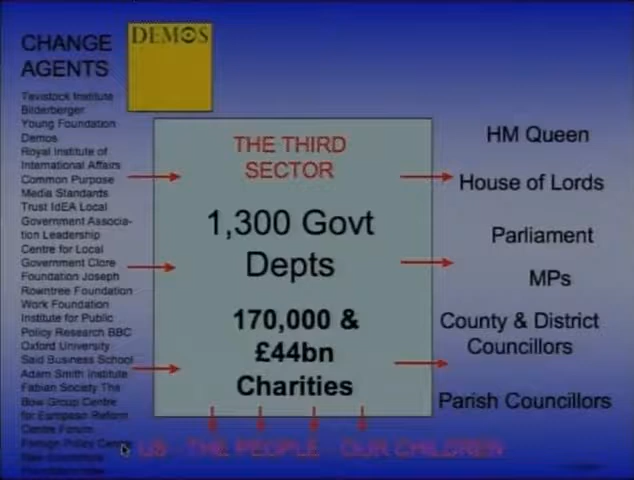 CHANGE
AGENTS
DEMOS
Tavistock Institute
Bilderberger
Young Foundation
Demos
Royal Institute of
International Affairs
Common Purpose
Media Standards
Trust IdEA Local
Government Associa-
tion Leadership
Centre for Local
Government Clore
Foundation Joseph
Rowntree Foundation
Work Foundation
Institute for Public
Policy Research BBC
Oxford University
Said Business School
Adam Smith Institute
Fabian Society The
Bow Group Centre
for European Reform
Centre Forum
Foreign Policy Centre
THE THIRD
SECTOR
1,300 Govt
Depts
170,000 &
£44bn
Charities
HM Queen
House of Lords
Parliament
MPs
County & District
Councillors
Parish Councillors
US - THE PEOPLE - OUR CHILDREN